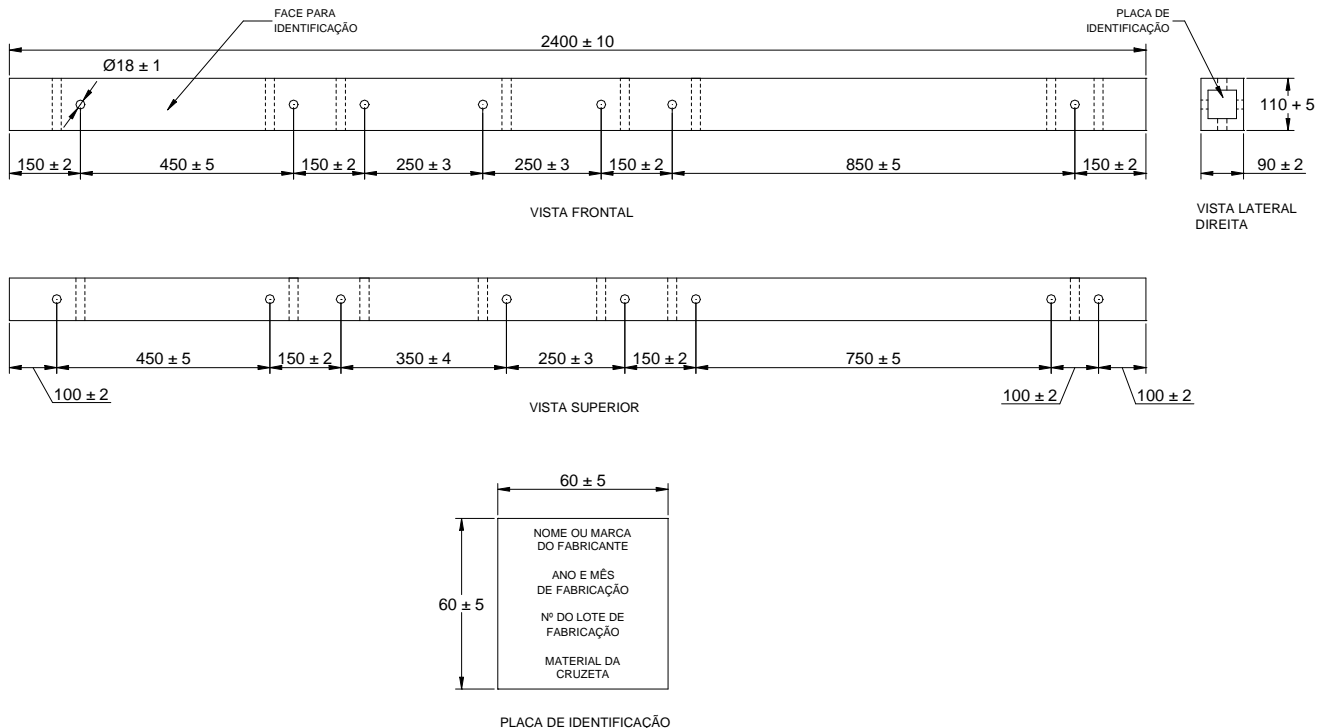 FACE PARA
IDENTIFICAÇÃO
PLACA DE
IDENTIFICAÇÃO
2400 ± 10
Ø18 ± 1
110 + 5
150 ± 2
450 ± 5
150 ± 2
250 ± 3
250 ± 3
150 ± 2
850 ± 5
150 ± 2
90 ± 2
VISTA FRONTAL
VISTA LATERAL
DIREITA
450 ± 5
150 ± 2
350 ± 4
250 ± 3
150 ± 2
750 ± 5
100 ± 2
100 ± 2
100 ± 2
VISTA SUPERIOR
60 ± 5
60 ± 5
NOME OU MARCA
DO FABRICANTE
ANO E MÊS
DE FABRICAÇÃO
Nº DO LOTE DE
FABRICAÇÃO
MATERIAL DA
CRUZETA
PLACA DE IDENTIFICAÇÃO